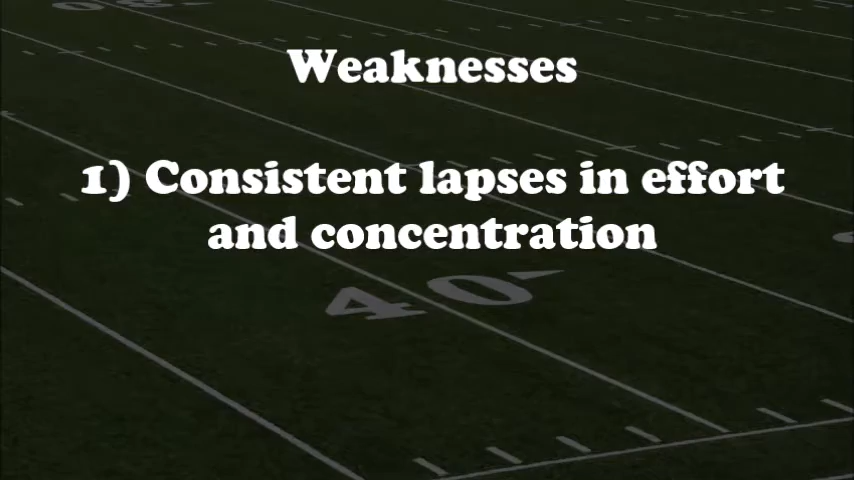 Weaknesses
1) Consistent lapses in effort
and concentration
40